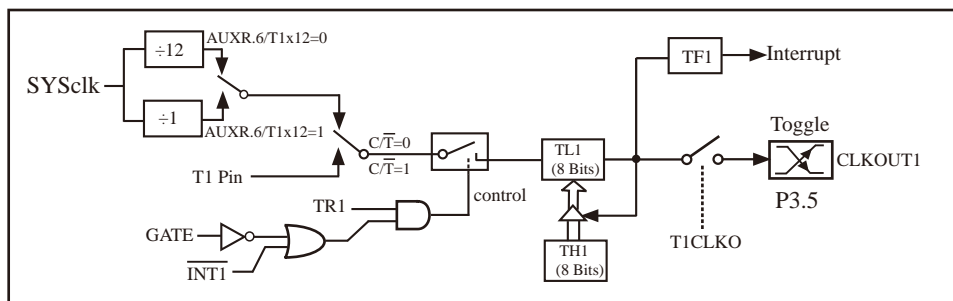 AUXR.6/T1x12=0
÷12
SYSclk
÷1
AUXR.6/T1x12=1
C/T̅=0
C/T̅=1
T1 Pin
TR1
GATE
I̅N̅T̅1̅
control
TL1
(8 Bits)
TH1
(8 Bits)
TF1
Interrupt
Toggle
CLKOUT1
P3.5
T1CLKO